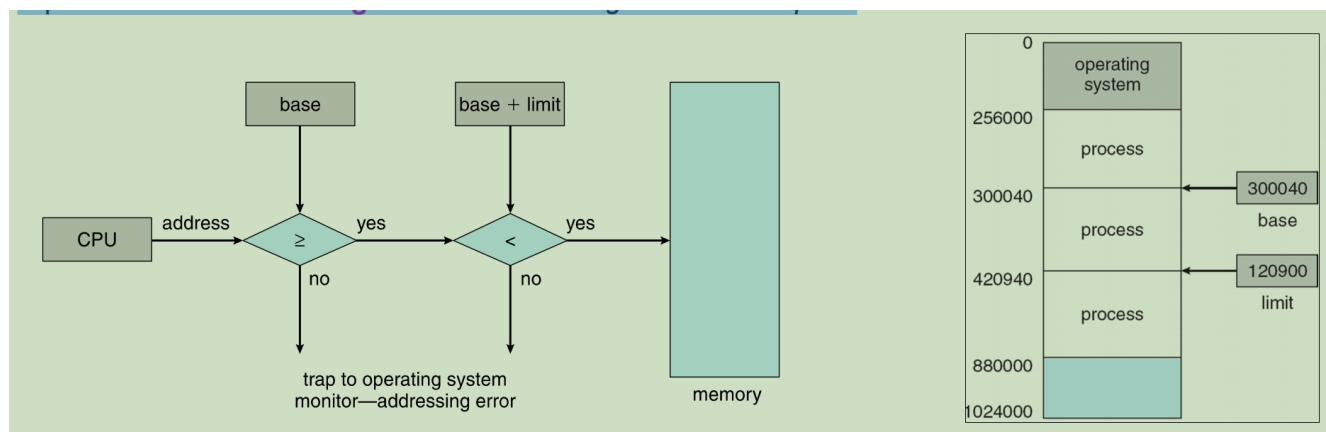 base
base + limit
CPU
address
≥
yes
<
yes
no
no
trap to operating system
monitor—addressing error
memory
0
operating
system
256000
process
300040
300040
base
process
420940
120900
limit
process
880000
1024000